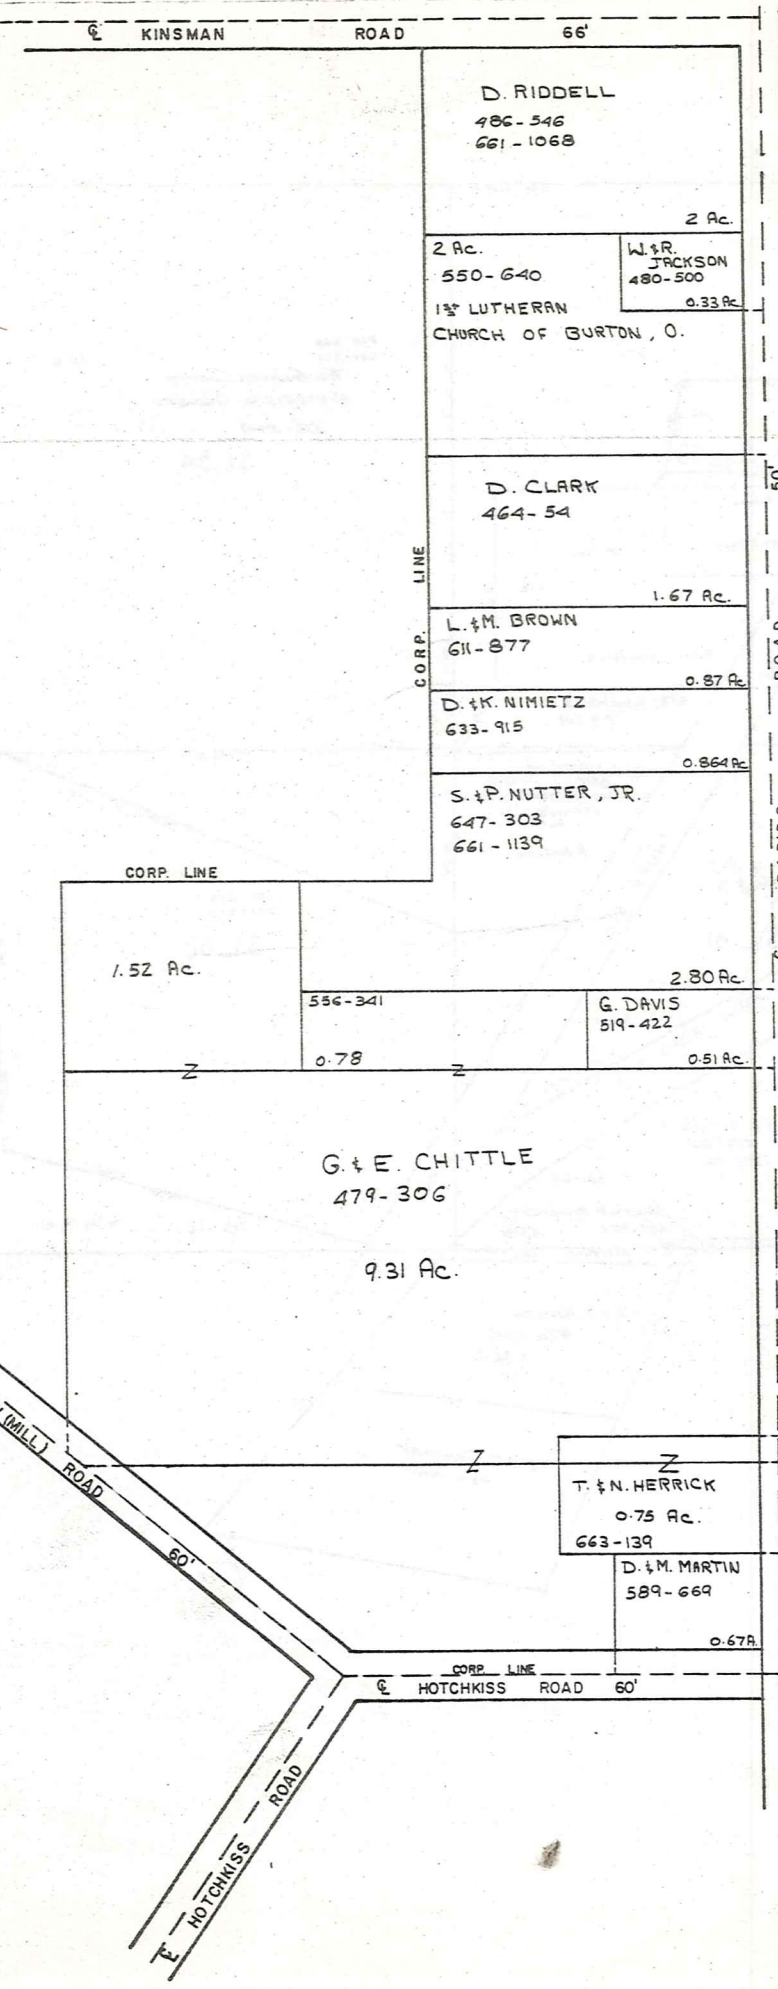 ℄ KINSMAN ROAD 66'
D. RIDDELL
486-546
661-1068
2 Ac.
2 Ac.
550-640
1ST LUTHERAN
CHURCH OF BURTON, O.
W. & R.
JACKSON
480-500
0.33 Ac
50'
D. CLARK
464-54
1.67 Ac.
CORP. LINE
L. & M. BROWN
611-877
0.87 Ac
ROAD
D. & K. NIMIETZ
633-915
0.864 Ac
S. & P. NUTTER, JR.
647-303
661-1139
2.80 Ac.
CORP. LINE
1.52 Ac.
556-341
0.78
G. DAVIS
519-422
0.51 Ac.
Z Z
G. & E. CHITTLE
479-306
9.31 Ac.
(MILL) ROAD 60'
Z Z
T. & N. HERRICK
0.75 Ac.
663-139
D. & M. MARTIN
589-669
0.67A.
CORP. LINE
℄ HOTCHKISS ROAD 60'
℄ HOTCHKISS ROAD